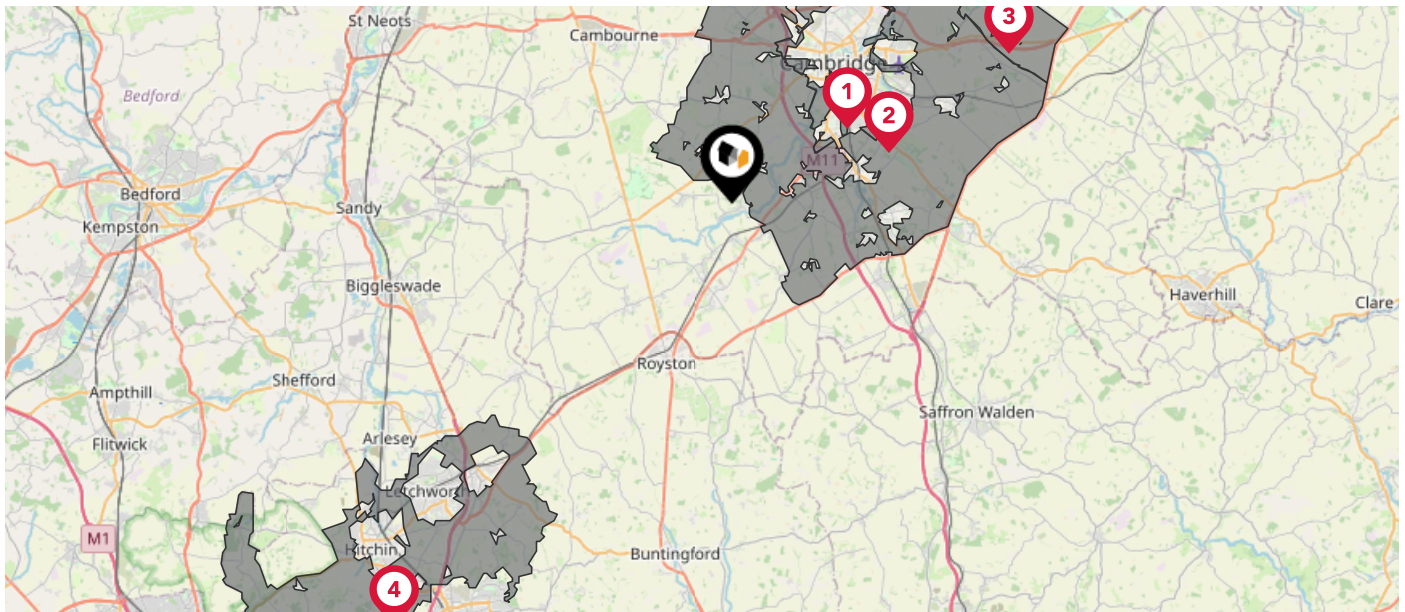 St Neots
3
Cambourne
Cambridge
Bedford
1
2
M11
Bedford
Sandy
Kempston
Biggleswade
Haverhill
Clare
Royston
Shefford
Ampthill
Saffron Walden
Flitwick
Arlesey
Letchworth
M1
Hitchin
Buntingford
4